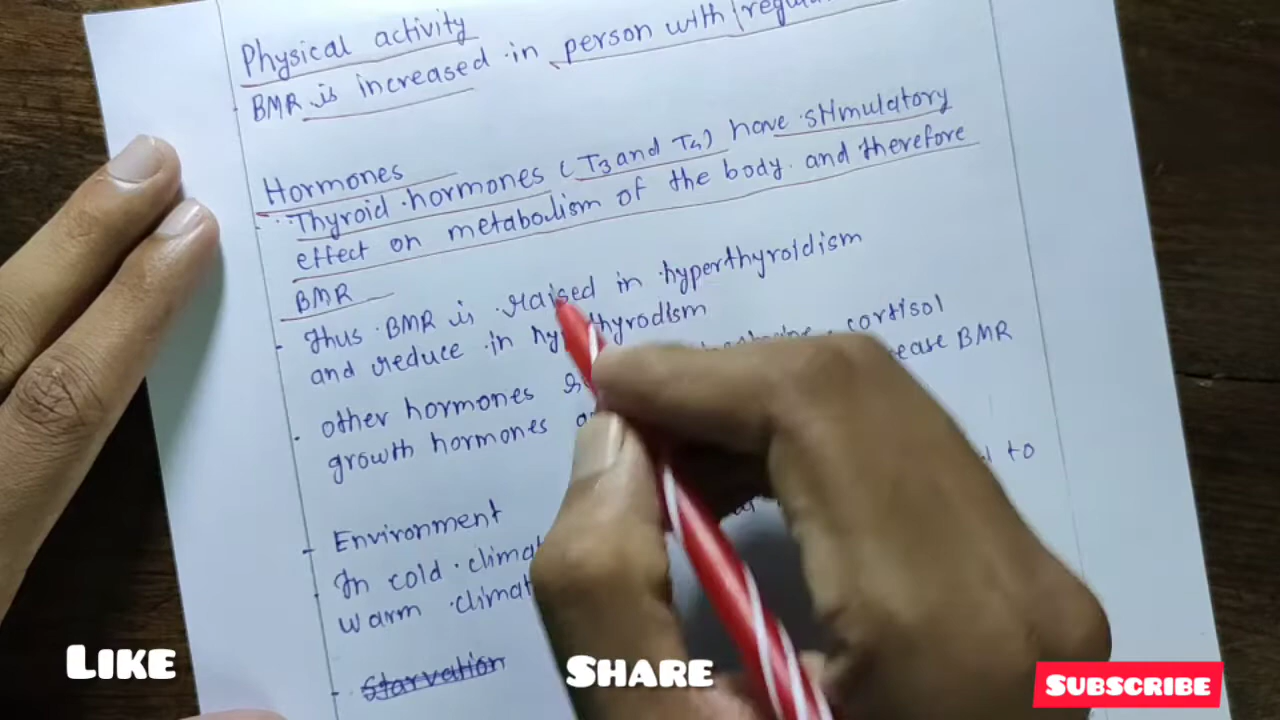 Physical activity
BMR is increased in person with
Hormones
Thyroid hormones (T3 and T4) have stimulatory
effect on metabolism of the body and therefore
BMR
Thus BMR is raised in hyperthyroidism
and reduce in
other hormones cortisol
growth hormones BMR
to
Environment
In cold
warm
Starvation
LIKE
SHARE
SUBSCRIBE